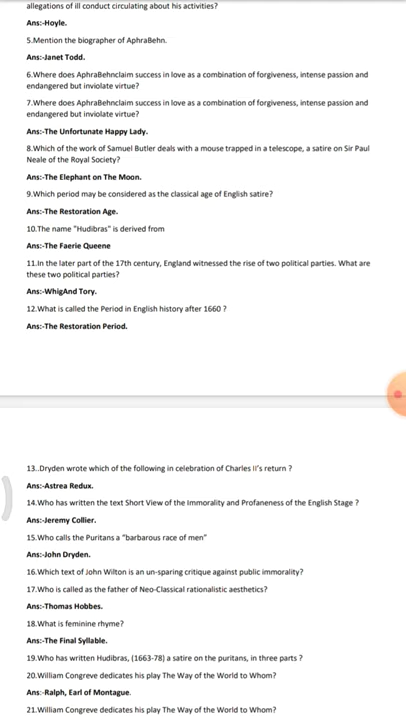 allegations of ill conduct circulating about his activities?
Ans:-Hoyle.
5.Mention the biographer of AphraBehn.
Ans:-Janet Todd.
6.Where does AphraBehnclaim success in love as a combination of forgiveness, intense passion and
endangered but inviolate virtue?
7.Where does AphraBehnclaim success in love as a combination of forgiveness, intense passion and
endangered but inviolate virtue?
Ans:-The Unfortunate Happy Lady.
8.Which of the work of Samuel Butler deals with a mouse trapped in a telescope, a satire on Sir Paul
Neale of the Royal Society?
Ans:-The Elephant on The Moon.
9.Which period may be considered as the classical age of English satire?
Ans:-The Restoration Age.
10.The name "Hudibras" is derived from
Ans:-The Faerie Queene
11.In the later part of the 17th century, England witnessed the rise of two political parties. What are
these two political parties?
Ans:-WhigAnd Tory.
12.What is called the Period in English history after 1660 ?
Ans:-The Restoration Period.
13..Dryden wrote which of the following in celebration of Charles II's return ?
Ans:-Astrea Redux.
14.Who has written the text Short View of the Immorality and Profaneness of the English Stage ?
Ans:-Jeremy Collier.
15.Who calls the Puritans a "barbarous race of men"
Ans:-John Dryden.
16.Which text of John Wilton is an un-sparing critique against public immorality?
17.Who is called as the father of Neo-Classical rationalistic aesthetics?
Ans:-Thomas Hobbes.
18.What is feminine rhyme?
Ans:-The Final Syllable.
19.Who has written Hudibras, (1663-78) a satire on the puritans, in three parts ?
20.William Congreve dedicates his play The Way of the World to Whom?
Ans:-Ralph, Earl of Montague.
21.William Congreve dedicates his play The Way of the World to Whom?